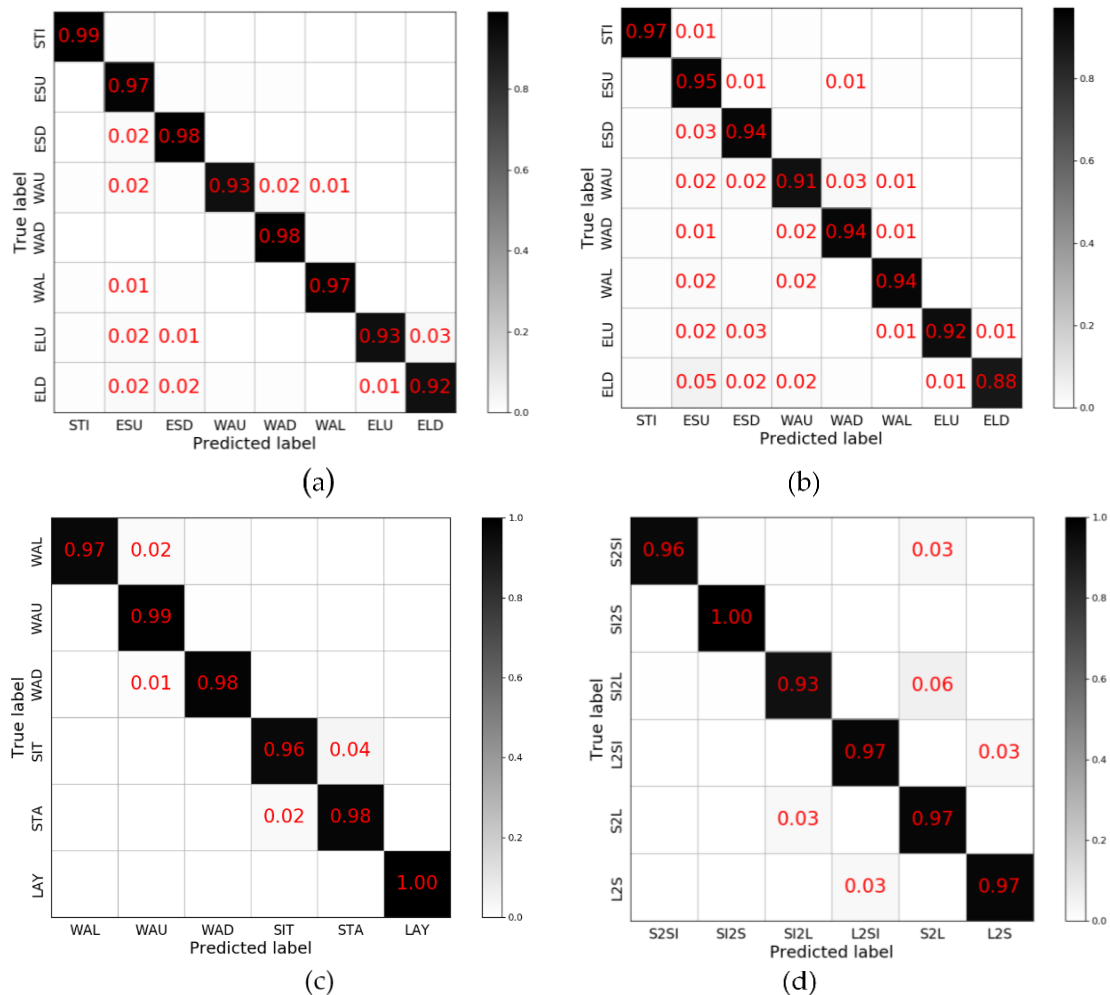 STI 0.99
ESU 0.97
ESD 0.02 0.98
WAU 0.02 0.93 0.02 0.01
WAD 0.98
WAL 0.01 0.97
ELU 0.02 0.01 0.93 0.03
ELD 0.02 0.02 0.01 0.92
STI ESU ESD WAU WAD WAL ELU ELD
True label
Predicted label
0.8
0.6
0.4
0.2
0.0
(a)
STI 0.97 0.01
ESU 0.95 0.01 0.01
ESD 0.03 0.94
WAU 0.02 0.02 0.91 0.03 0.01
WAD 0.01 0.02 0.94 0.01
WAL 0.02 0.02 0.94
ELU 0.02 0.03 0.01 0.92 0.01
ELD 0.05 0.02 0.02 0.01 0.88
STI ESU ESD WAU WAD WAL ELU ELD
True label
Predicted label
0.8
0.6
0.4
0.2
0.0
(b)
WAL 0.97 0.02
WAU 0.99
WAD 0.01 0.98
SIT 0.96 0.04
STA 0.02 0.98
LAY 1.00
WAL WAU WAD SIT STA LAY
True label
Predicted label
1.0
0.8
0.6
0.4
0.2
0.0
(c)
S2SI 0.96 0.03
SI2S 1.00
SI2L 0.93 0.06
L2SI 0.97 0.03
S2L 0.03 0.97
L2S 0.03 0.97
S2SI SI2S SI2L L2SI S2L L2S
True label
Predicted label
1.0
0.8
0.6
0.4
0.2
0.0
(d)